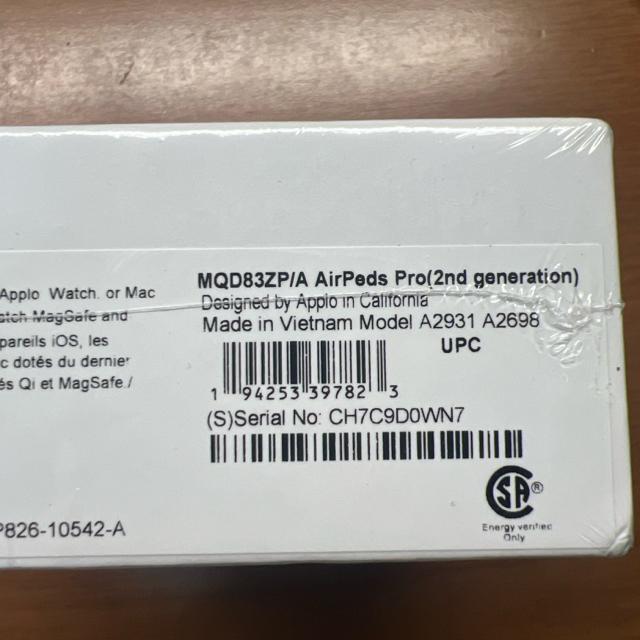 MQD83ZP/A AirPeds Pro(2nd generation)
Designed by Applo in California
Made in Vietnam Model A2931 A2698
UPC
1 94253 39782 3
(S)Serial No: CH7C9D0WN7
Applo Watch. or Mac
atch MagSafe and
pareils iOS, les
c dotés du dernier
és Qi et MagSafe./
P826-10542-A
SA®
Energy verified
Only